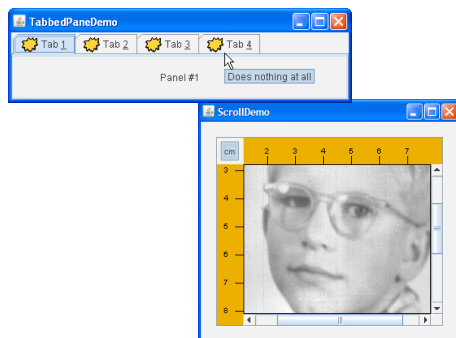 TabbedPaneDemo
Tab 1 Tab 2 Tab 3 Tab 4
Panel #1
Does nothing at all
ScrollDemo
cm 2 3 4 5 6 7
3
4
5
6
7
8